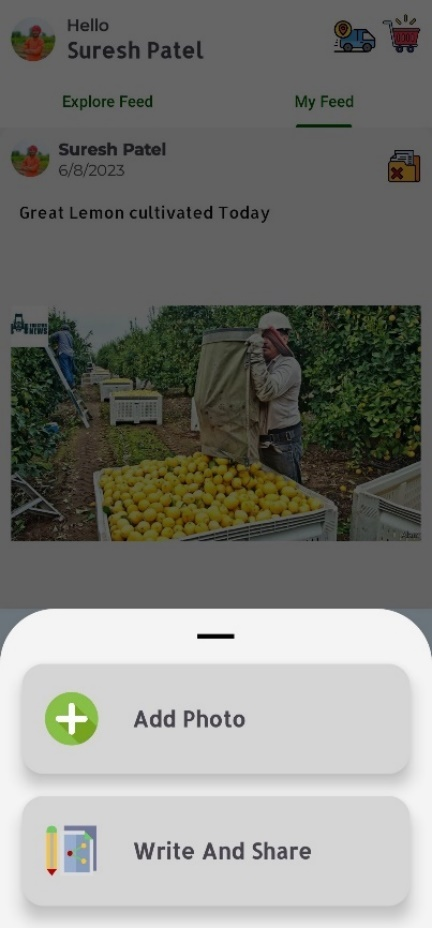 Hello
Suresh Patel
Explore Feed
My Feed
Suresh Patel
6/8/2023
Great Lemon cultivated Today
Add Photo
Write And Share